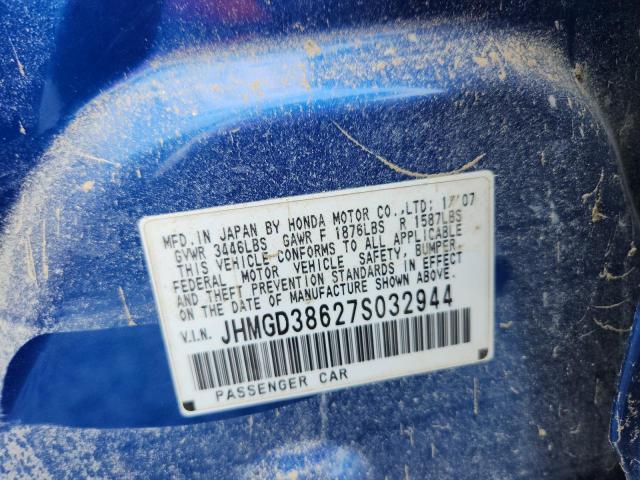 MFD. IN JAPAN BY HONDA MOTOR CO.,LTD; 07
GVWR 3446LBS GAWR F 1876LBS R 1587LBS
THIS VEHICLE CONFORMS TO ALL APPLICABLE
FEDERAL MOTOR VEHICLE SAFETY, BUMPER,
AND THEFT PREVENTION STANDARDS IN EFFECT
ON THE DATE OF MANUFACTURE SHOWN ABOVE.
V.I.N. JHMGD38627S032944
PASSENGER CAR